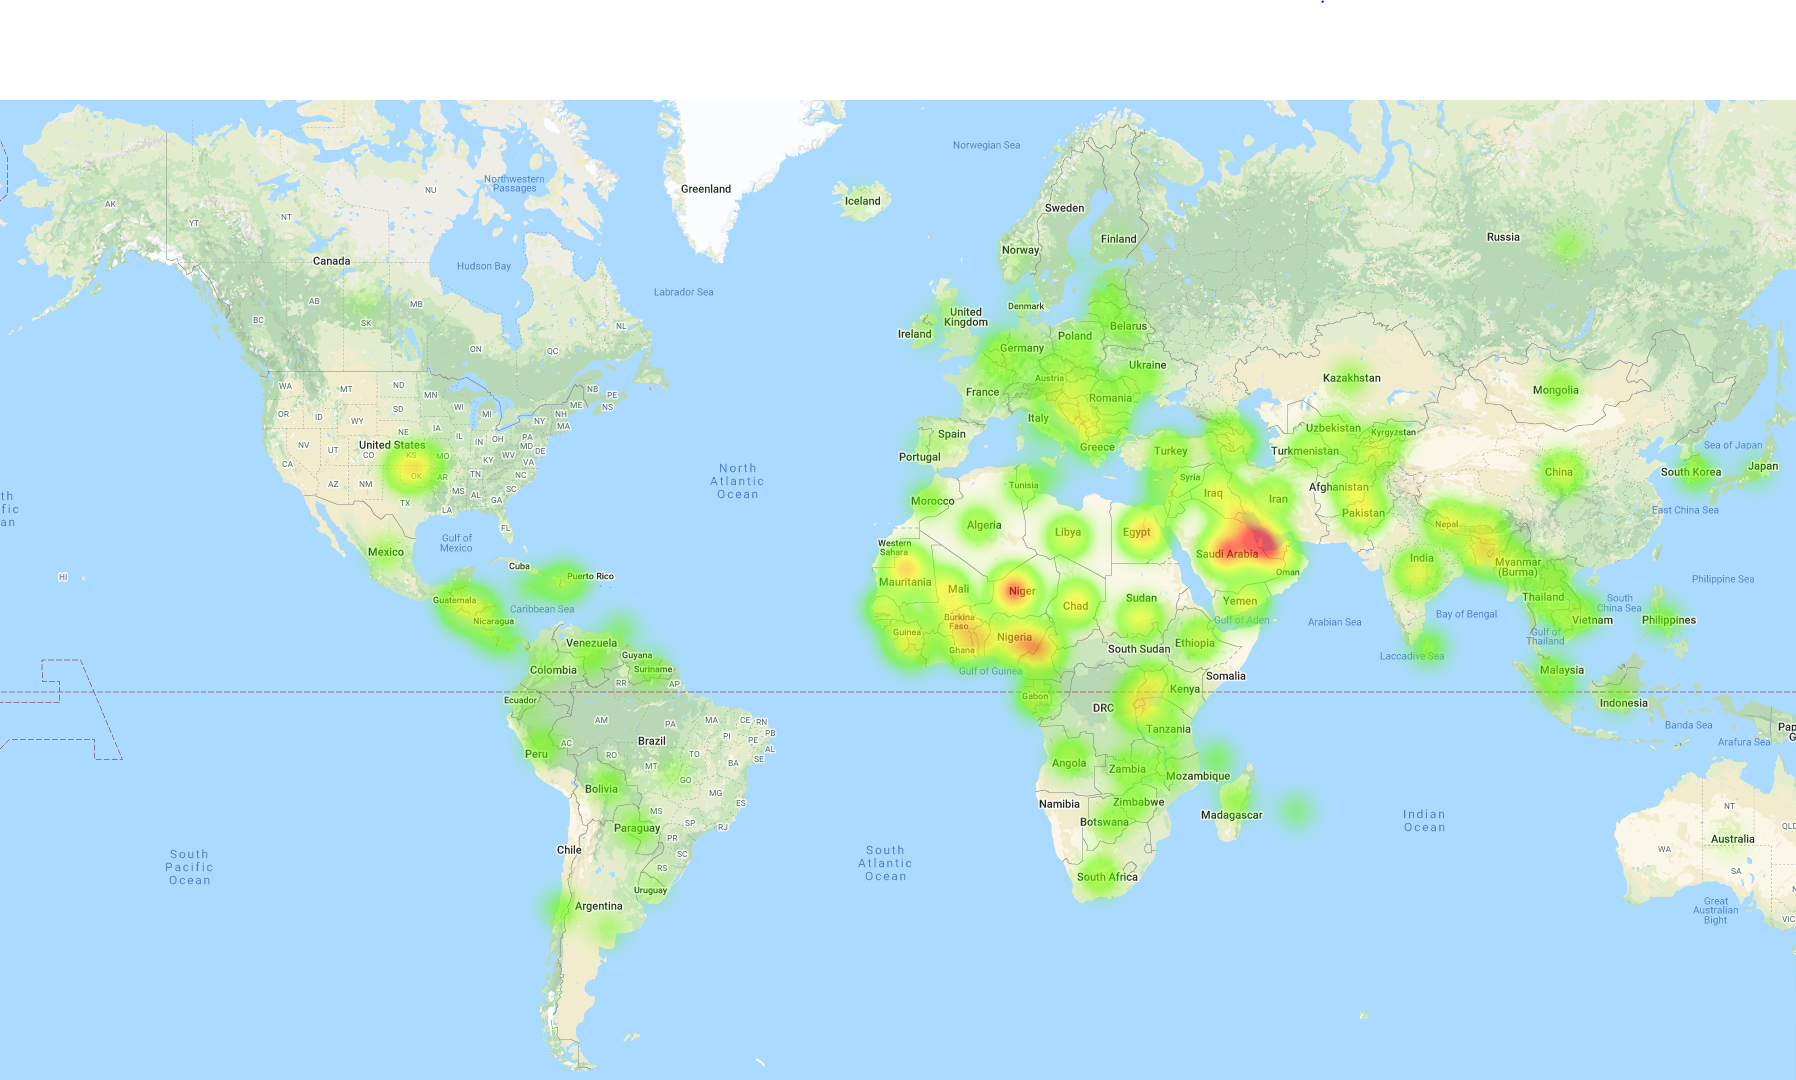 Greenland
Iceland
Norwegian Sea
Northwestern
Passages
NU
AK
YT
NT
Canada
Hudson Bay
Labrador Sea
Sweden
Finland
Norway
Russia
AB
SK
MB
BC
ON
QC
NL
Denmark
United
Kingdom
Ireland
Belarus
Poland
Germany
Ukraine
Austria
France
Romania
Italy
Greece
Spain
Portugal
Kazakhstan
Mongolia
WA
MT
ND
MN
OR
ID
WY
SD
WI
MI
NB
PE
ME
NS
NH
MA
NY
NE
IA
IL
IN
OH
PA
MD
DE
NV
UT
United States
CO
KS
MO
KY
WV
VA
CA
AZ
NM
OK
AR
TN
NC
MS
AL
SC
GA
TX
LA
FL
North
Atlantic
Ocean
th
fic
an
HI
Gulf of
Mexico
Mexico
Cuba
Puerto Rico
Caribbean Sea
Guatemala
Nicaragua
Turkey
Uzbekistan
Kyrgyzstan
Turkmenistan
China
South Korea
Sea of Japan
Japan
Syria
Iraq
Iran
Afghanistan
Pakistan
Tunisia
Morocco
Algeria
Libya
Egypt
Nepal
East China Sea
Western
Sahara
Saudi Arabia
Oman
India
Myanmar
(Burma)
Philippine Sea
Mauritania
Mali
Niger
Chad
Sudan
Yemen
Gulf of Aden
Arabian Sea
Bay of Bengal
Thailand
South
China Sea
Vietnam
Philippines
Gulf of
Thailand
Laccadive Sea
Burkina
Faso
Guinea
Ghana
Nigeria
Gulf of Guinea
South Sudan
Ethiopia
Somalia
Malaysia
Indonesia
Banda Sea
Arafura Sea
Pap
G
Venezuela
Guyana
Suriname
Colombia
RR
AP
Ecuador
Gabon
DRC
Kenya
Tanzania
AM
PA
MA
CE
RN
PB
PI
PE
AL
SE
Peru
AC
Brazil
RO
TO
MT
BA
GO
Bolivia
MG
ES
MS
SP
RJ
Paraguay
PR
SC
RS
Chile
Uruguay
Argentina
South
Pacific
Ocean
South
Atlantic
Ocean
Angola
Zambia
Mozambique
Namibia
Zimbabwe
Botswana
Madagascar
South Africa
Indian
Ocean
NT
QLD
Australia
WA
SA
Great
Australian
Bight
VIC